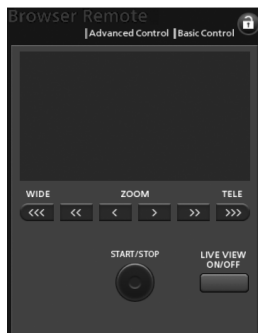 Browser Remote
|Advanced Control |Basic Control
WIDE ZOOM TELE
<<< << < > >> >>>
START/STOP LIVE VIEW
ON/OFF